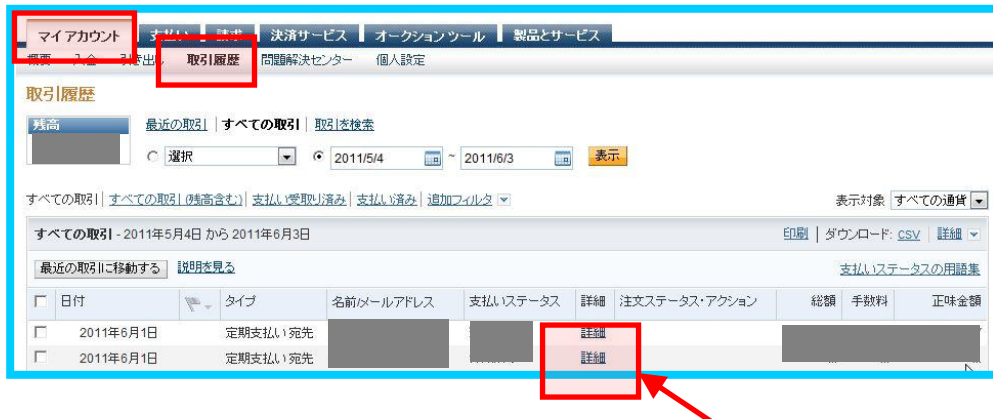 マイ アカウント 支払い 請求 決済サービス オークション ツール 製品とサービス
概要 入金 引き出し 取引履歴 問題解決センター 個人設定
取引履歴
残高 最近の取引 | すべての取引 | 取引を検索
選択 2011/5/4 ~ 2011/6/3 表示
すべての取引 | すべての取引 (残高含む) | 支払い受取り済み | 支払い済み | 追加フィルタ 表示対象 すべての通貨
すべての取引 - 2011年5月4日 から 2011年6月3日 印刷 | ダウンロード: CSV | 詳細
最近の取引に移動する 説明を見る 支払いステータスの用語集
日付 タイプ 名前/メールアドレス 支払いステータス 詳細 注文ステータス・アクション 総額 手数料 正味金額
2011年6月1日 定期支払い宛先 詳細
2011年6月1日 定期支払い宛先 詳細